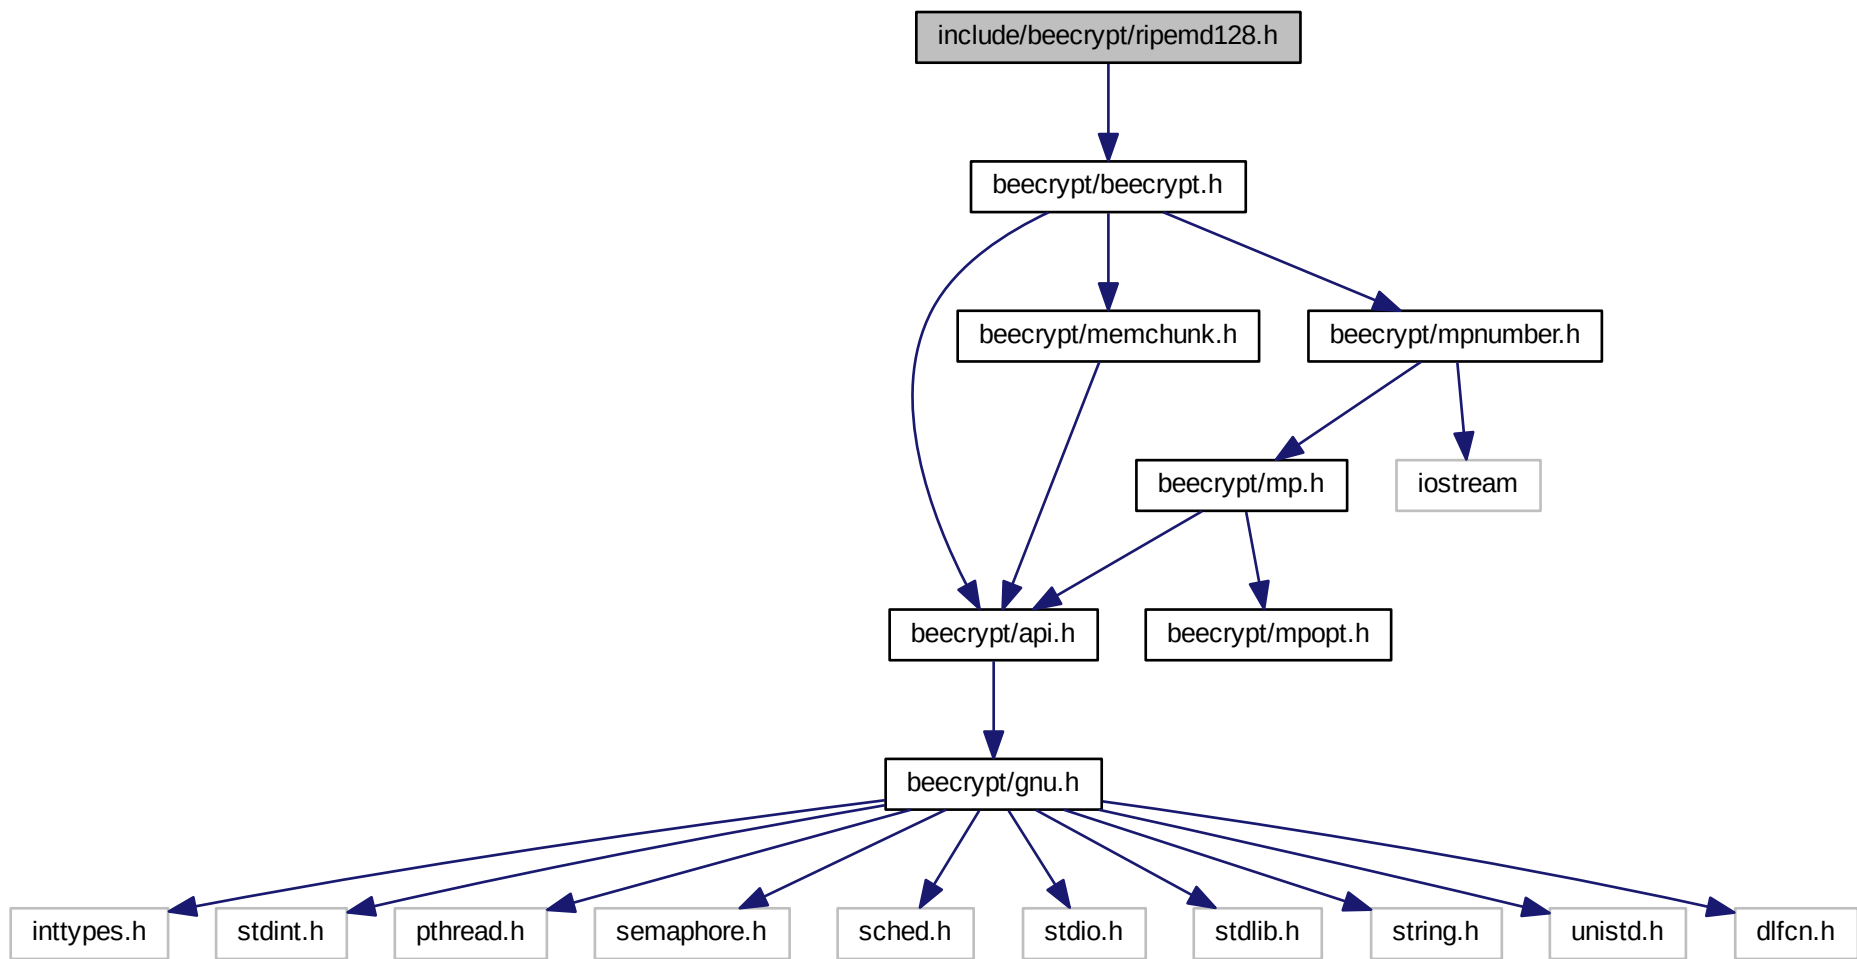 include/beecrypt/ripemd128.h
beecrypt/beecrypt.h
beecrypt/memchunk.h
beecrypt/mpnumber.h
beecrypt/mp.h
iostream
beecrypt/api.h
beecrypt/mpopt.h
beecrypt/gnu.h
inttypes.h
stdint.h
pthread.h
semaphore.h
sched.h
stdio.h
stdlib.h
string.h
unistd.h
dlfcn.h